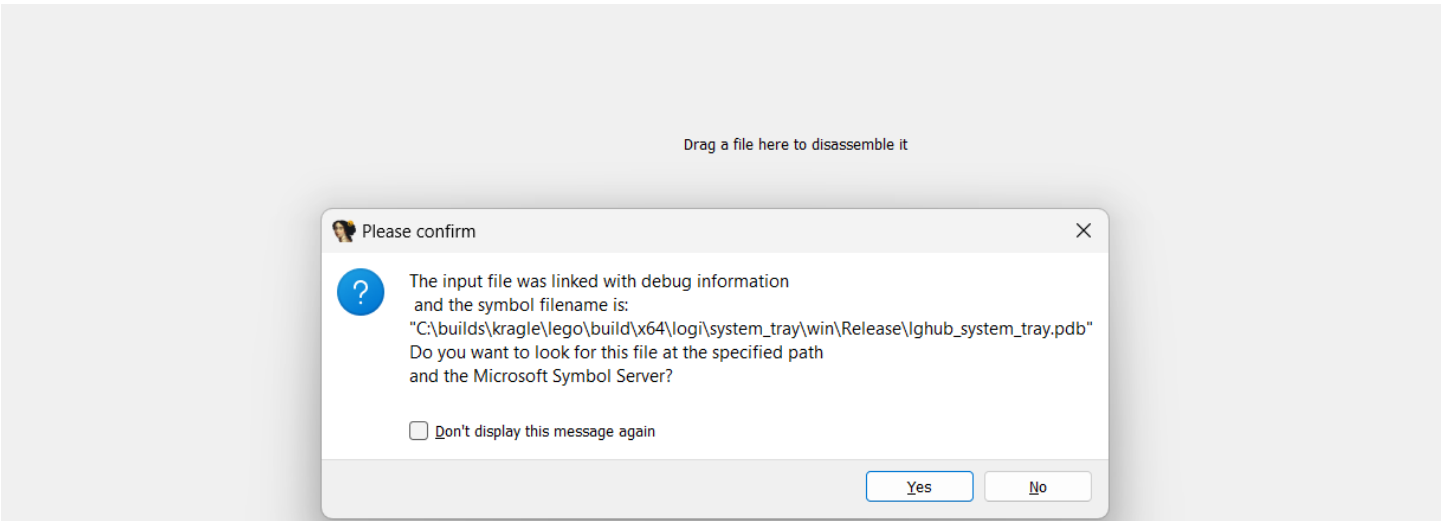 Drag a file here to disassemble it
Please confirm
The input file was linked with debug information
and the symbol filename is:
"C:\builds\kragle\lego\build\x64\logi\system_tray\win\Release\lghub_system_tray.pdb"
Do you want to look for this file at the specified path
and the Microsoft Symbol Server?
Don't display this message again
Yes
No